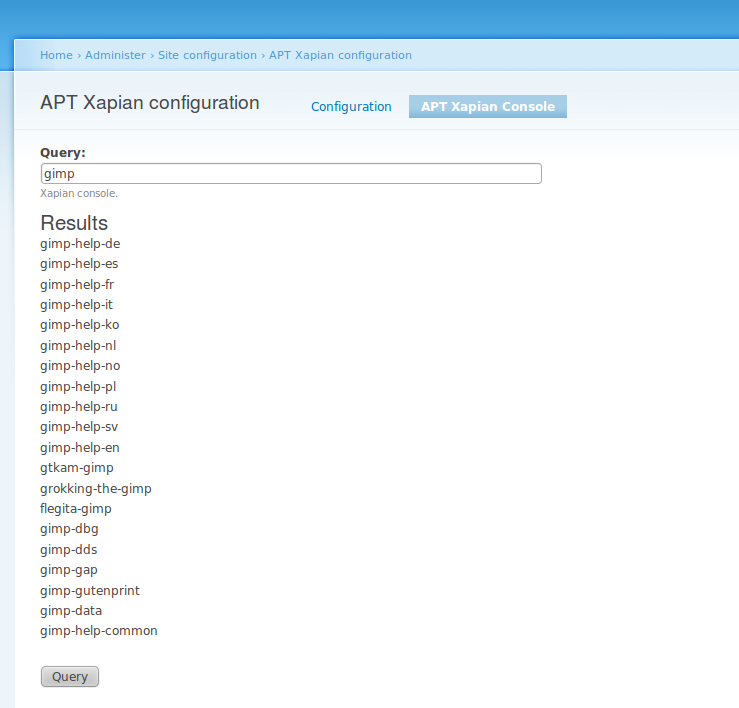 Home › Administer › Site configuration › APT Xapian configuration
APT Xapian configuration Configuration APT Xapian Console
Query:
gimp
Xapian console.
Results
gimp-help-de
gimp-help-es
gimp-help-fr
gimp-help-it
gimp-help-ko
gimp-help-nl
gimp-help-no
gimp-help-pl
gimp-help-ru
gimp-help-sv
gimp-help-en
gtkam-gimp
grokking-the-gimp
flegita-gimp
gimp-dbg
gimp-dds
gimp-gap
gimp-gutenprint
gimp-data
gimp-help-common
Query